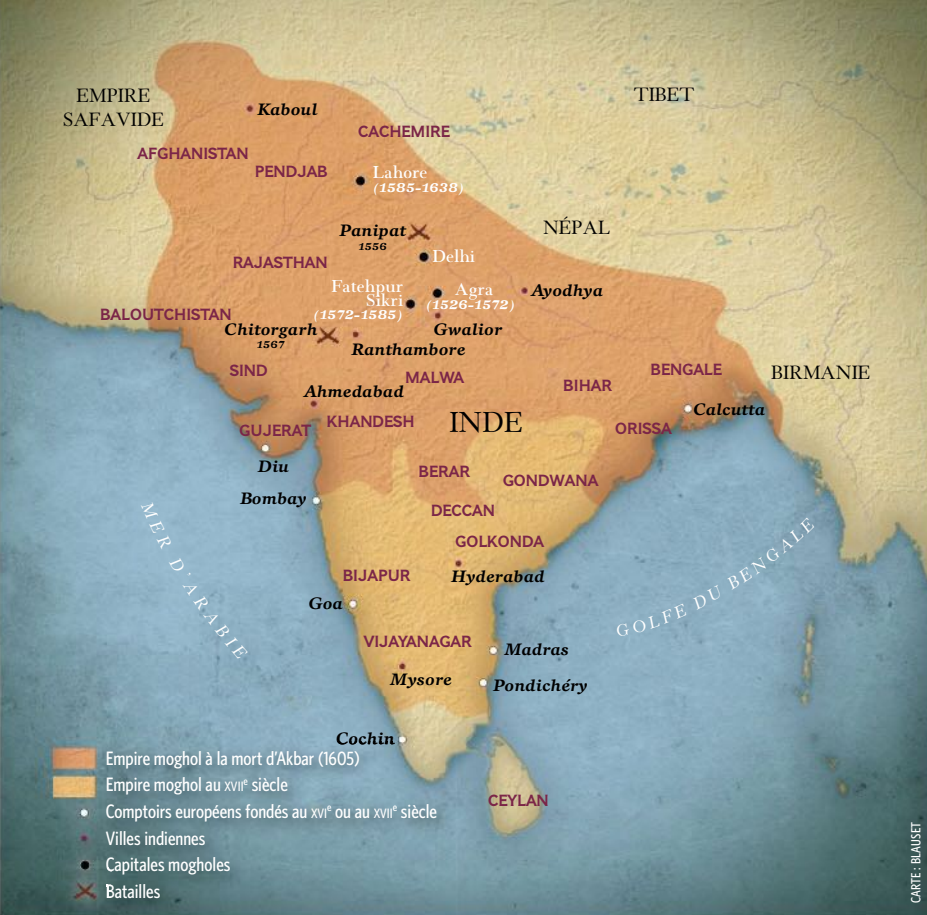 EMPIRE
SAFAVIDE
TIBET
Kaboul
CACHEMIRE
AFGHANISTAN
PENDJAB
Lahore
(1585-1638)
Panipat
1556
NÉPAL
Delhi
RAJASTHAN
Fatehpur
Sikri
(1572-1585)
Agra
(1526-1572)
Ayodhya
BALOUTCHISTAN
Chitorgarh
1567
Gwalior
Ranthambore
SIND
MALWA
BIHAR
BENGALE
BIRMANIE
Ahmedabad
Calcutta
GUJERAT
KHANDESH
INDE
ORISSA
Diu
BERAR
GONDWANA
Bombay
DECCAN
MER D'ARABIE
GOLKONDA
BIJAPUR
Hyderabad
GOLFE DU BENGALE
Goa
VIJAYANAGAR
Madras
Mysore
Pondichéry
Cochin
CEYLAN
Empire moghol à la mort d'Akbar (1605)
Empire moghol au XVIIe siècle
Comptoirs européens fondés au XVIe ou au XVIIe siècle
Villes indiennes
Capitales mogholes
Batailles
CARTE : BLAUSET